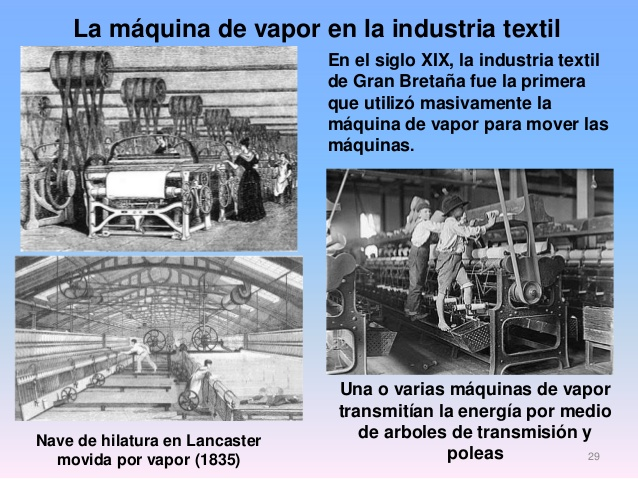 La máquina de vapor en la industria textil
En el siglo XIX, la industria textil
de Gran Bretaña fue la primera
que utilizó masivamente la
máquina de vapor para mover las
máquinas.
Una o varias máquinas de vapor
transmitían la energía por medio
de arboles de transmisión y
poleas
Nave de hilatura en Lancaster
movida por vapor (1835)
29